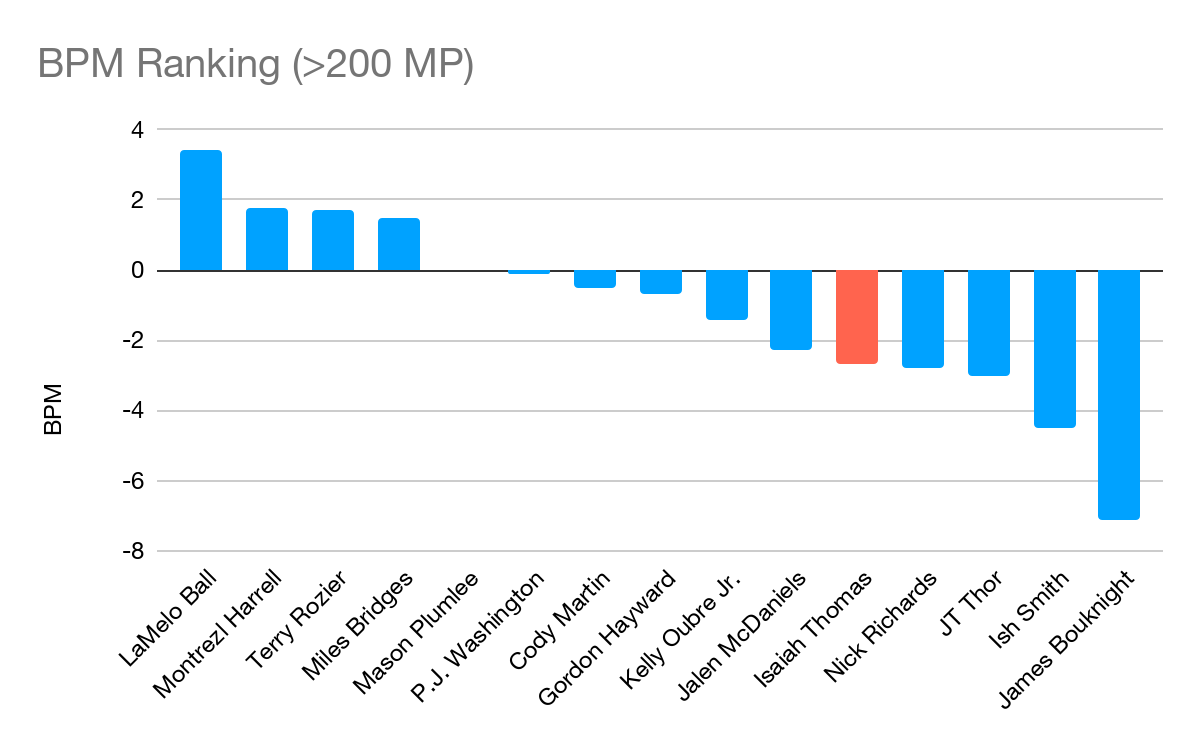 BPM Ranking (>200 MP)
4
2
0
-2
-4
-6
-8
BPM
LaMelo Ball
Montrezl Harrell
Terry Rozier
Miles Bridges
Mason Plumlee
P.J. Washington
Cody Martin
Gordon Hayward
Kelly Oubre Jr.
Jalen McDaniels
Isaiah Thomas
Nick Richards
JT Thor
Ish Smith
James Bouknight